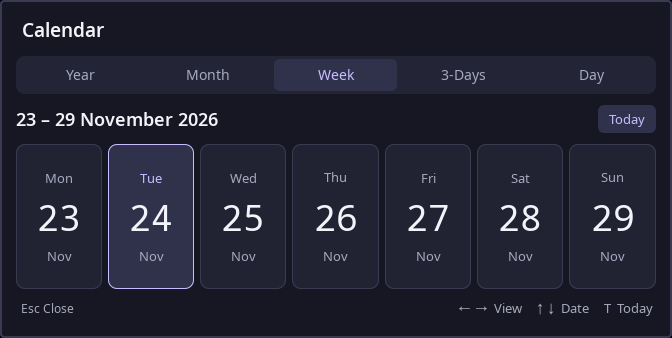 Calendar
Year Month Week 3-Days Day
23 – 29 November 2026 Today
Mon Tue Wed Thu Fri Sat Sun
23 24 25 26 27 28 29
Nov Nov Nov Nov Nov Nov Nov
Esc Close ←→ View ↑↓ Date T Today